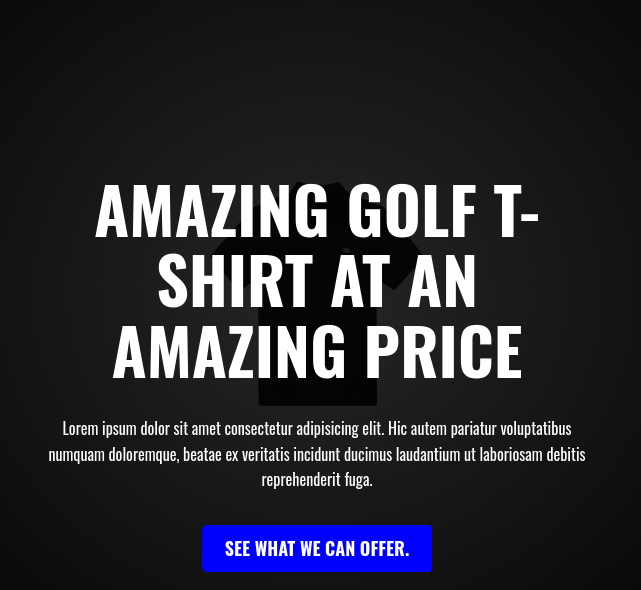 AMAZING GOLF T-
SHIRT AT AN
AMAZING PRICE
Lorem ipsum dolor sit amet consectetur adipisicing elit. Hic autem pariatur voluptatibus
numquam doloremque, beatae ex veritatis incidunt ducimus laudantium ut laboriosam debitis
reprehenderit fuga.
SEE WHAT WE CAN OFFER.